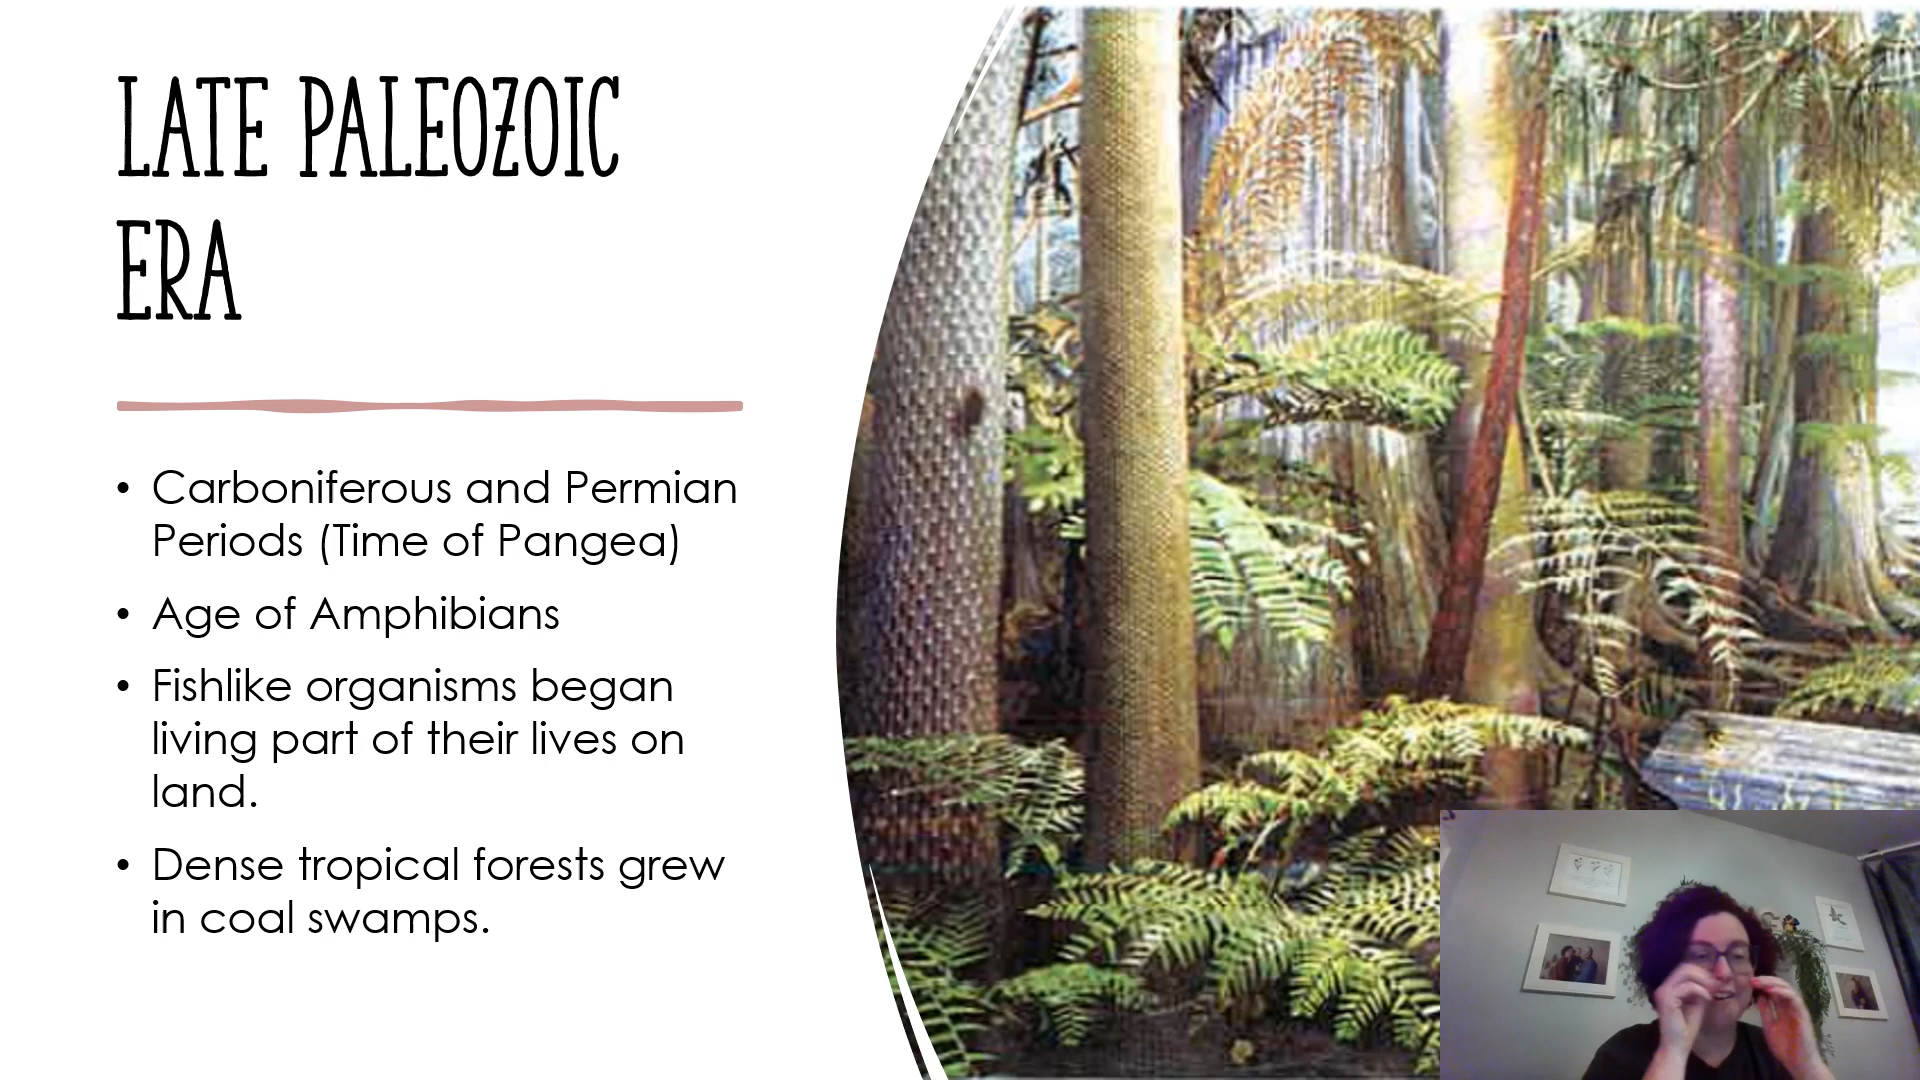 LATE PALEOZOIC
ERA
• Carboniferous and Permian
Periods (Time of Pangea)
• Age of Amphibians
• Fishlike organisms began
living part of their lives on
land.
• Dense tropical forests grew
in coal swamps.